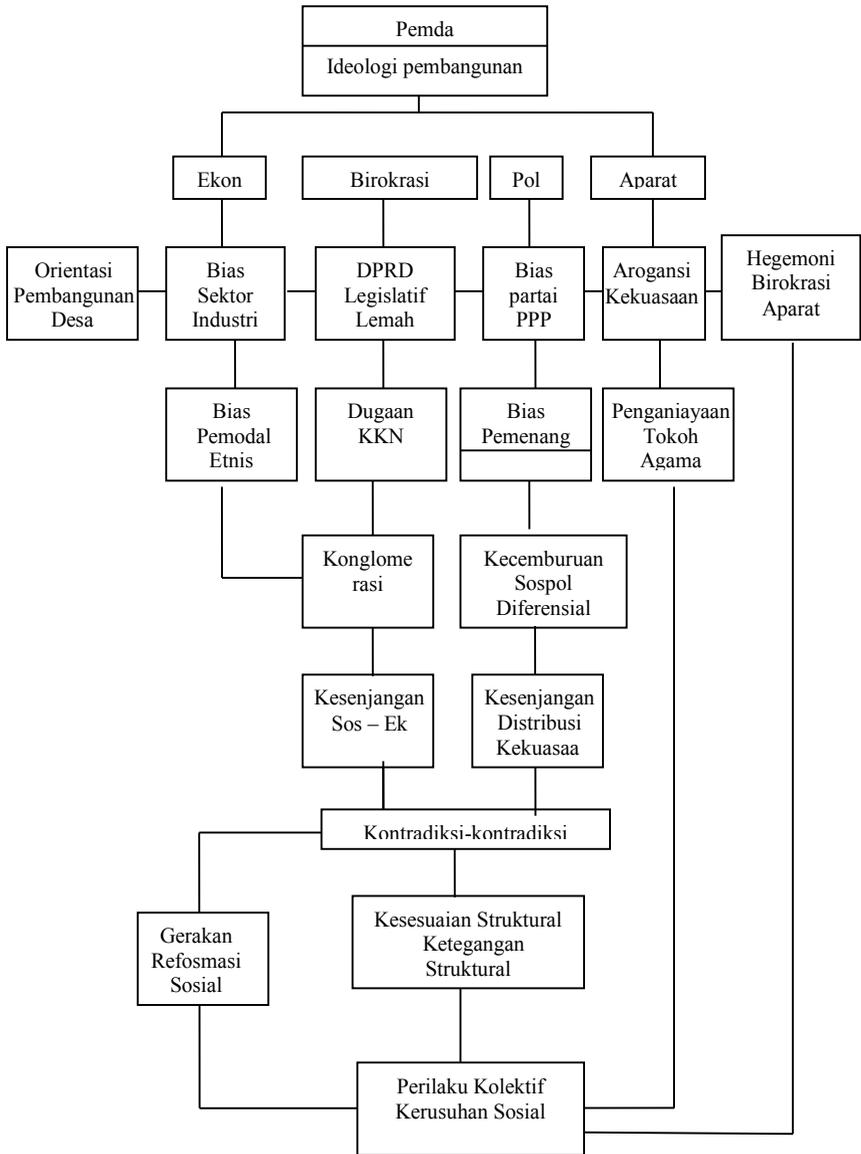 Pemda
Ideologi pembangunan
Ekon
Birokrasi
Pol
Aparat
Orientasi
Pembangunan
Desa
Bias
Sektor
Industri
DPRD
Legislatif
Lemah
Bias
partai
PPP
Arogansi
Kekuasaan
Hegemoni
Birokrasi
Aparat
Bias
Pemodal
Etnis
Dugaan
KKN
Bias
Pemenang
Penganiayaan
Tokoh
Agama
Konglome
rasi
Kecemburuan
Sospol
Diferensial
Kesenjangan
Sos – Ek
Kesenjangan
Distribusi
Kekuasaa
Kontradiksi-kontradiksi
Gerakan
Refosmasi
Sosial
Kesesuaian Struktural
Ketegangan
Struktural
Perilaku Kolektif
Kerusuhan Sosial